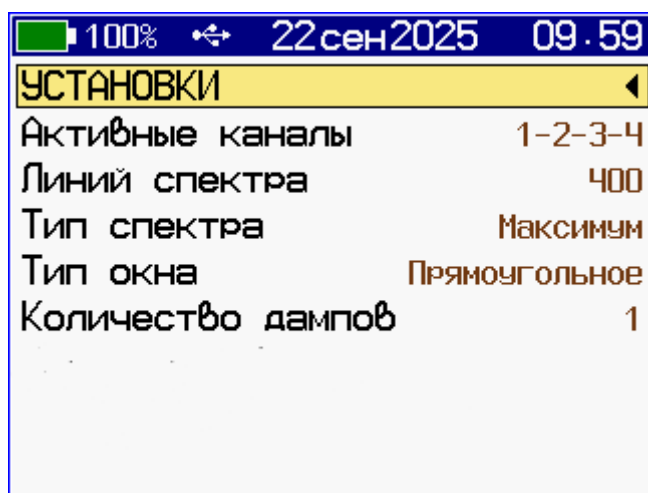 100% 22сен2025 09.59
УСТАНОВКИ
Активные каналы 1-2-3-4
Линий спектра 400
Тип спектра Максимум
Тип окна Прямоугольное
Количество дампов 1